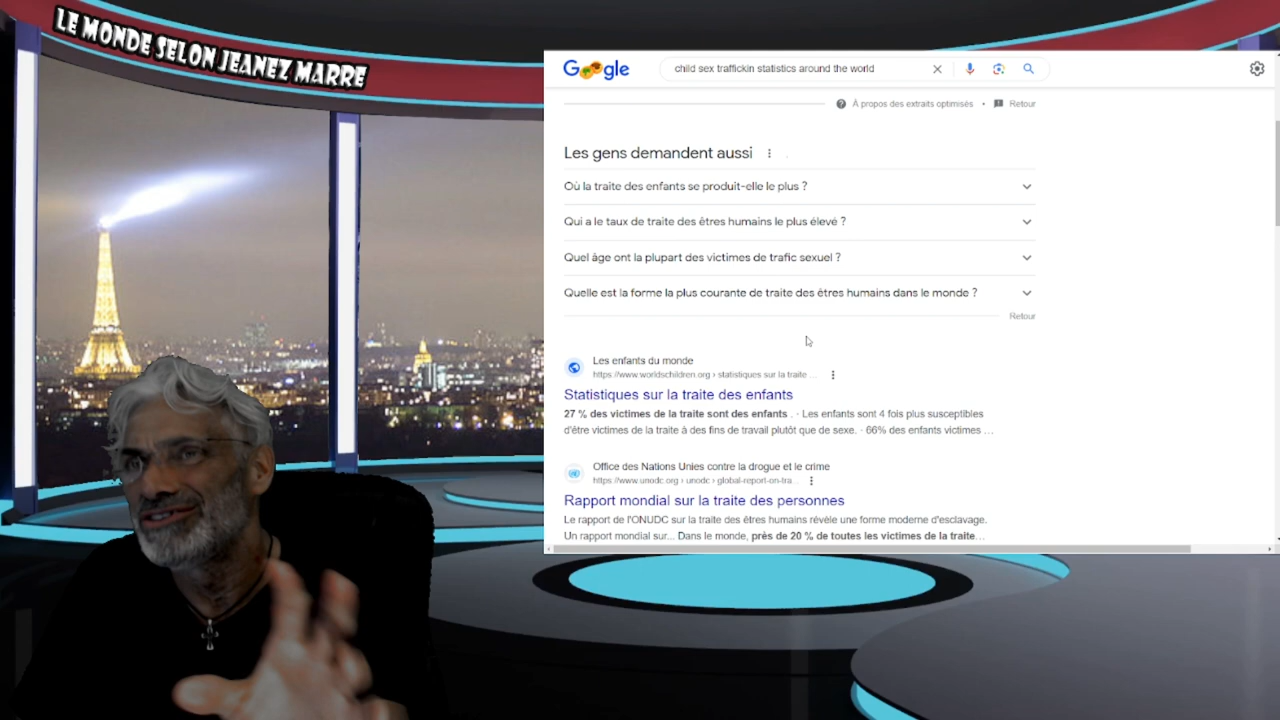 LE MONDE SELON JEANEZ MARRE
Google
child sex traffickin statistics around the world
À propos des extraits optimisés • Retour
Les gens demandent aussi
Où la traite des enfants se produit-elle le plus ?
Qui a le taux de traite des êtres humains le plus élevé ?
Quel âge ont la plupart des victimes de trafic sexuel ?
Quelle est la forme la plus courante de traite des êtres humains dans le monde ?
Retour
Les enfants du monde
https://www.worldschildren.org › statistiques sur la traite ...
Statistiques sur la traite des enfants
27 % des victimes de la traite sont des enfants . · Les enfants sont 4 fois plus susceptibles
d'être victimes de la traite à des fins de travail plutôt que de sexe. · 66% des enfants victimes ...
Office des Nations Unies contre la drogue et le crime
https://www.unodc.org › unodc › global-report-on-tra...
Rapport mondial sur la traite des personnes
Le rapport de l'ONUDC sur la traite des êtres humains révèle une forme moderne d'esclavage.
Un rapport mondial sur... Dans le monde, près de 20 % de toutes les victimes de la traite...